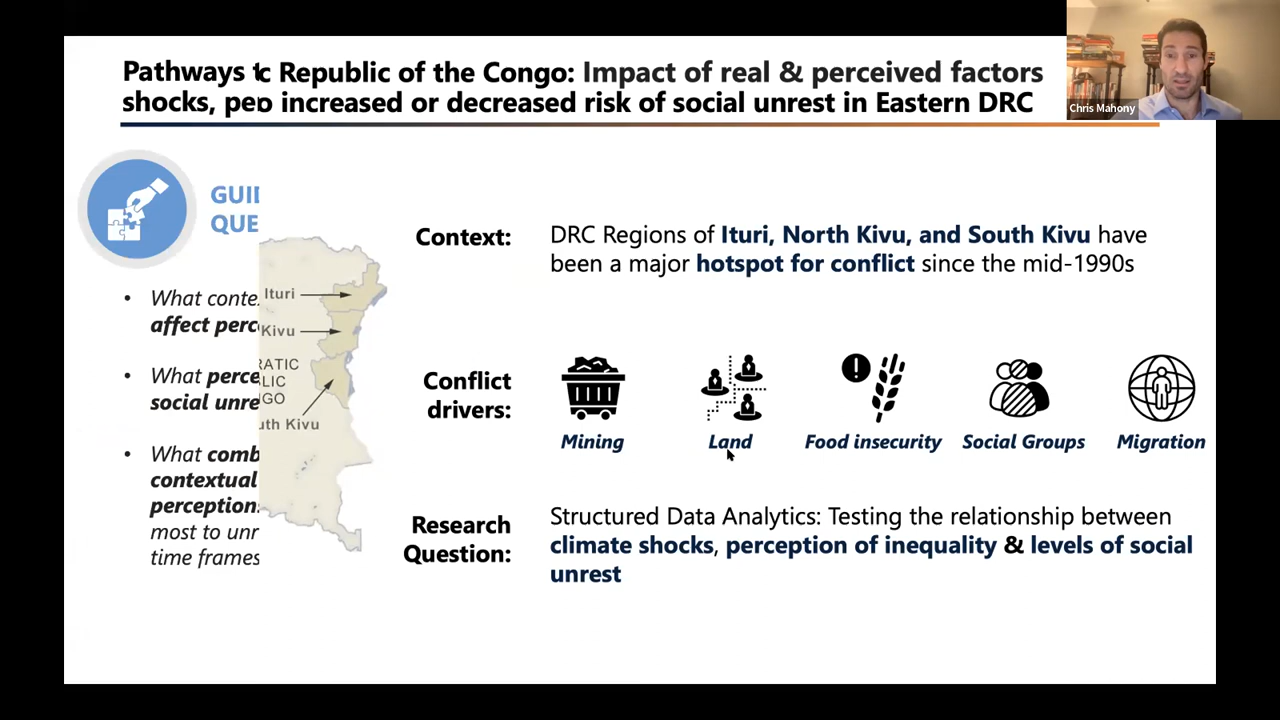 Pathways tc Republic of the Congo: Impact of real & perceived factors
shocks, peo increased or decreased risk of social unrest in Eastern DRC
Chris Mahony
GUI
QUE
Context:
DRC Regions of Ituri, North Kivu, and South Kivu have
been a major hotspot for conflict since the mid-1990s
• What conte
affect perc
• What perce
social unre
• What comb
contextual
perception
most to unr
time frames
Ituri
Kivu
RATIC
LIC
GO
uth Kivu
Conflict
drivers:
Mining
Land
Food insecurity
Social Groups
Migration
Research
Question:
Structured Data Analytics: Testing the relationship between
climate shocks, perception of inequality & levels of social
unrest